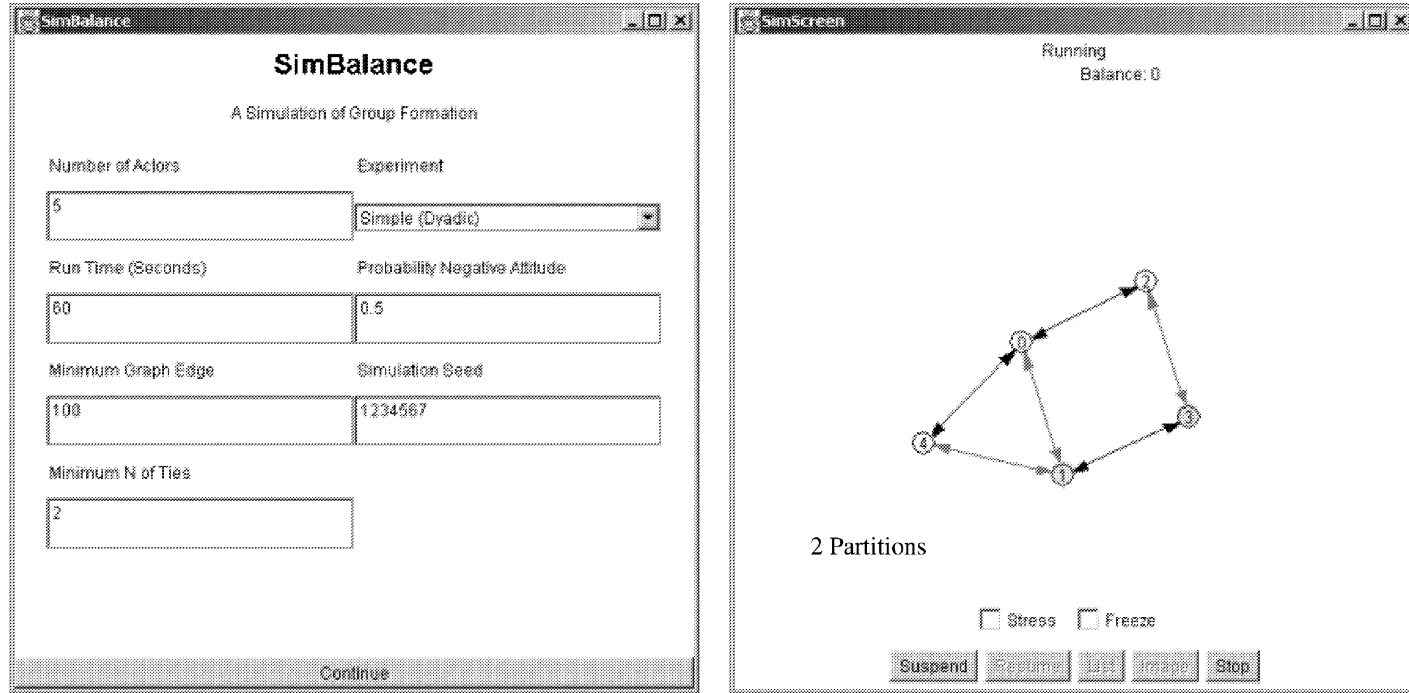 SimBalance
SimBalance
A Simulation of Group Formation
Number of Actors
Experiment
5
Simple (Dyadic)
Run Time (Seconds)
Probability Negative Attitude
60
0.5
Minimum Graph Edge
Simulation Seed
100
1234567
Minimum N of Ties
2
Continue
SimScreen
Running
Balance: 0
2
0
3
4
1
2 Partitions
Stress
Freeze
Suspend
Resume
List
Image
Stop